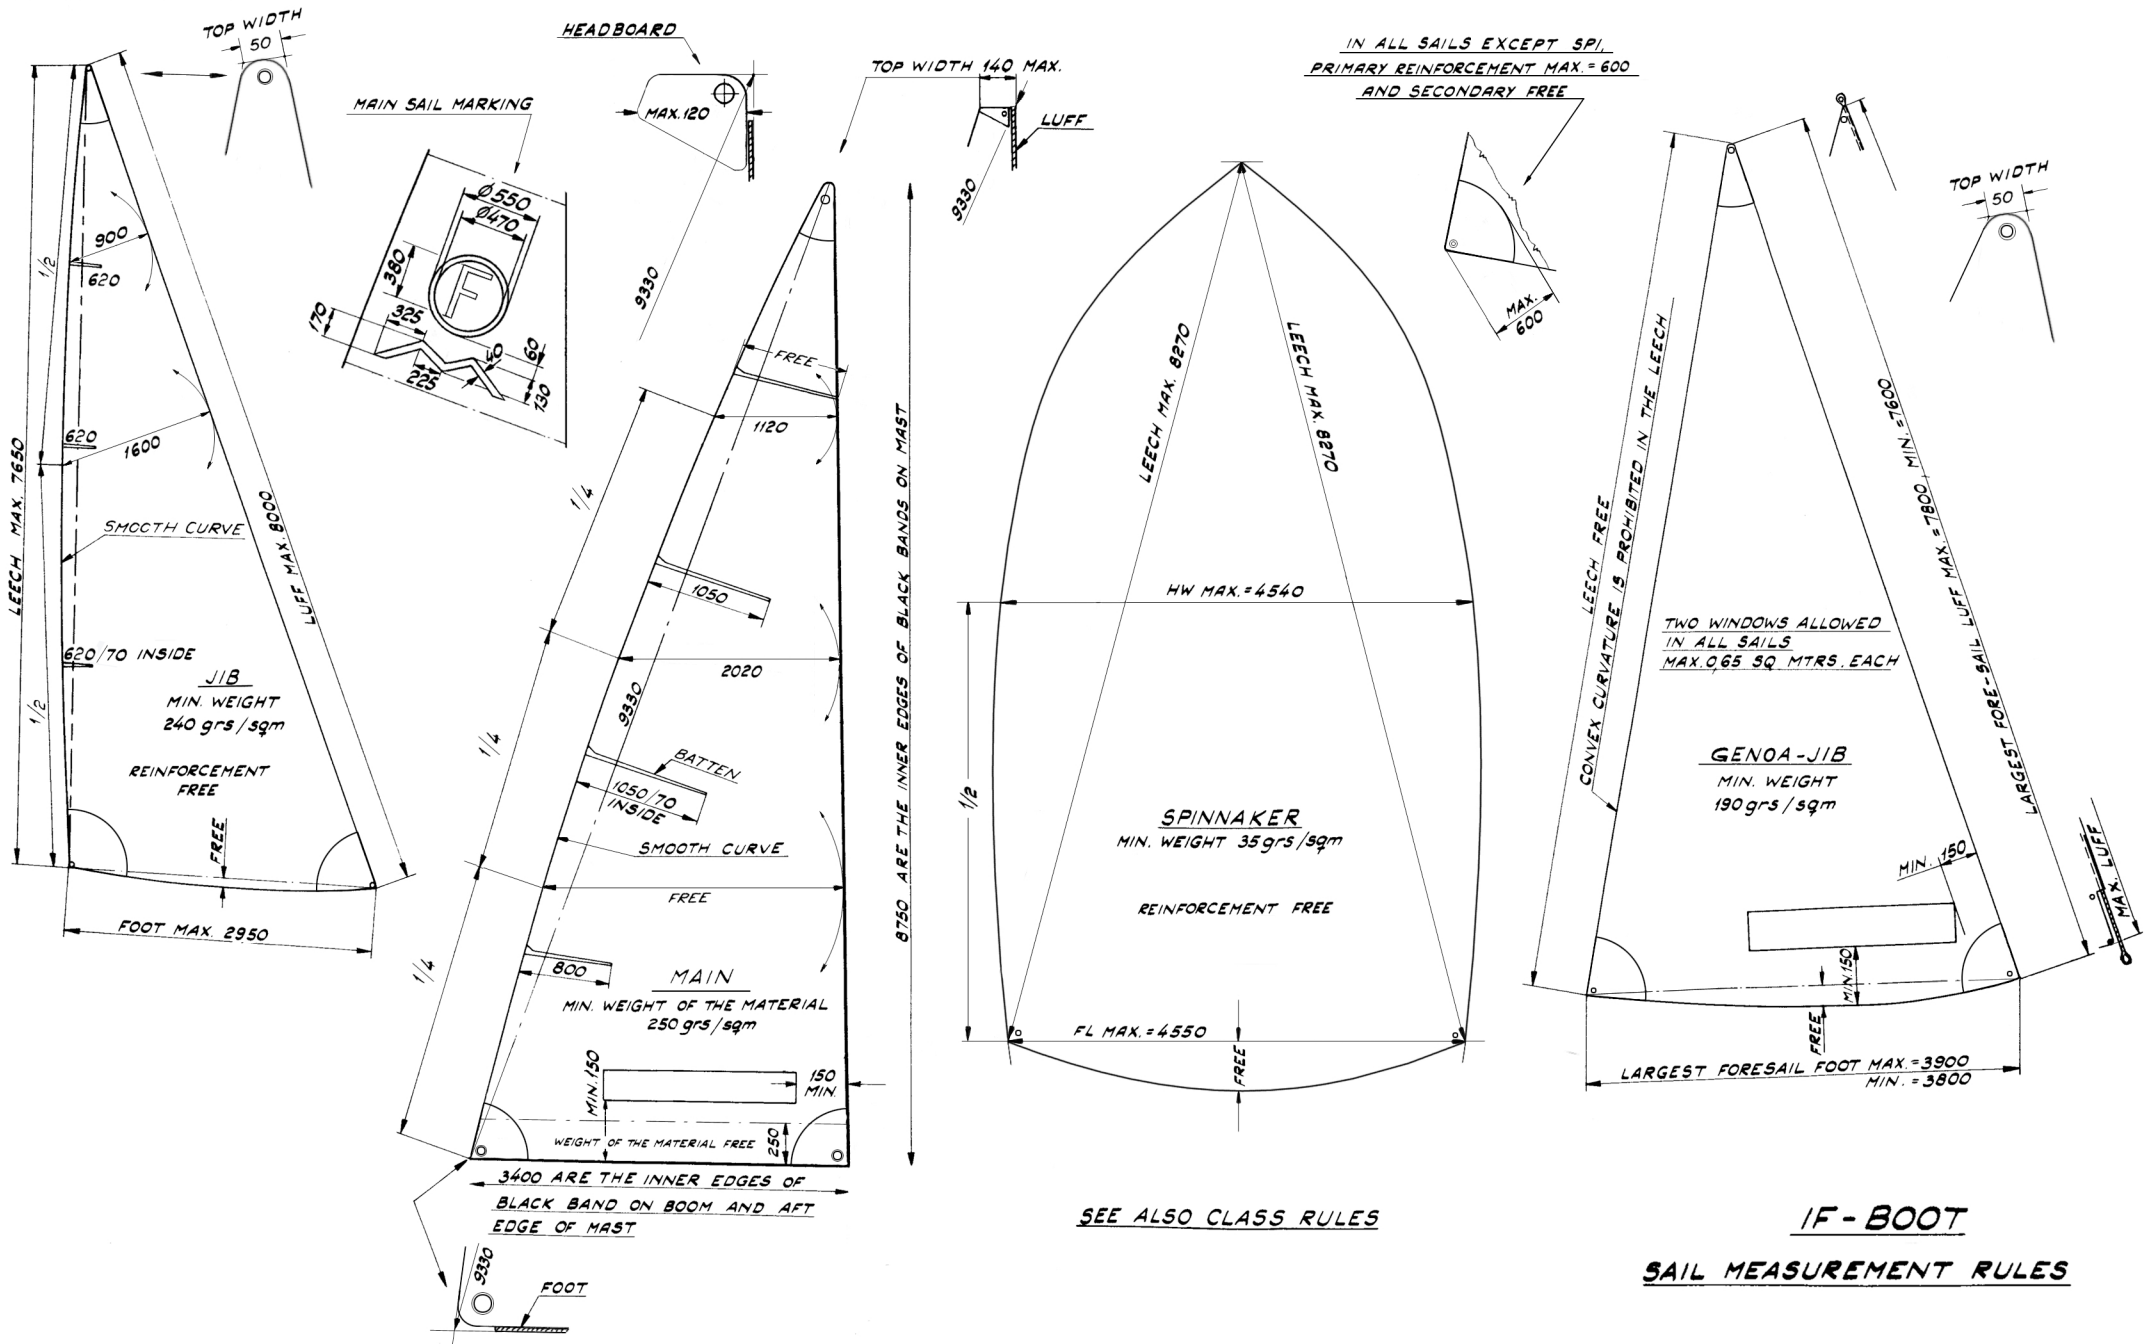 TOP WIDTH
50
LEECH MAX. 7650
1/2
1/2
900
620
620
1600
SMOOTH CURVE
LUFF MAX. 8000
620/70 INSIDE
JIB
MIN. WEIGHT
240 grs/sqm
REINFORCEMENT
FREE
FREE
FOOT MAX. 2950
MAIN SAIL MARKING
Ø550
Ø470
380
F
170
325
225
40
60
130
HEADBOARD
MAX. 120
9330
TOP WIDTH 140 MAX.
LUFF
9330
FREE
1120
1/4
1050
1/4
2020
9330
1/4
BATTEN
1050/70
INSIDE
SMOOTH CURVE
FREE
1/4
800
MAIN
MIN. WEIGHT OF THE MATERIAL
250 grs/sqm
MIN. 150
150
MIN.
WEIGHT OF THE MATERIAL FREE
250
8750 ARE THE INNER EDGES OF BLACK BANDS ON MAST
3400 ARE THE INNER EDGES OF
BLACK BAND ON BOOM AND AFT
EDGE OF MAST
9330
FOOT
LEECH MAX. 8270
LEECH MAX. 8270
HW MAX. = 4540
1/2
SPINNAKER
MIN. WEIGHT 35 grs/sqm
REINFORCEMENT FREE
FL MAX. = 4550
FREE
SEE ALSO CLASS RULES
IN ALL SAILS EXCEPT SPI,
PRIMARY REINFORCEMENT MAX. = 600
AND SECONDARY FREE
MAX.
600
TOP WIDTH
50
LEECH FREE
CONVEX CURVATURE IS PROHIBITED IN THE LEECH
TWO WINDOWS ALLOWED
IN ALL SAILS
MAX. 0,65 SQ MTRS. EACH
LARGEST FORE-SAIL LUFF MAX. = 7800, MIN. = 7600
GENOA-JIB
MIN. WEIGHT
190 grs/sqm
MIN. 150
MIN. 150
FREE
MAX. LUFF
LARGEST FORESAIL FOOT MAX. = 3900
MIN. = 3800
IF-BOOT
SAIL MEASUREMENT RULES